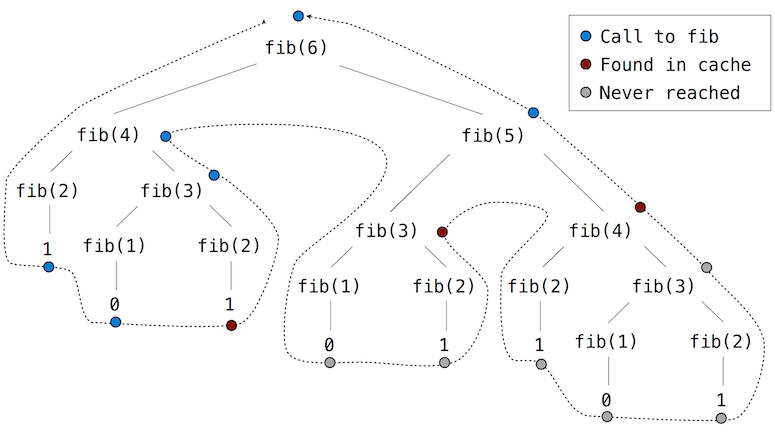 fib(6)
Call to fib
Found in cache
Never reached
fib(4)
fib(5)
fib(2)
fib(3)
fib(3)
fib(4)
1
fib(1)
fib(2)
fib(1)
fib(2)
fib(2)
fib(3)
0
1
0
1
1
fib(1)
fib(2)
0
1